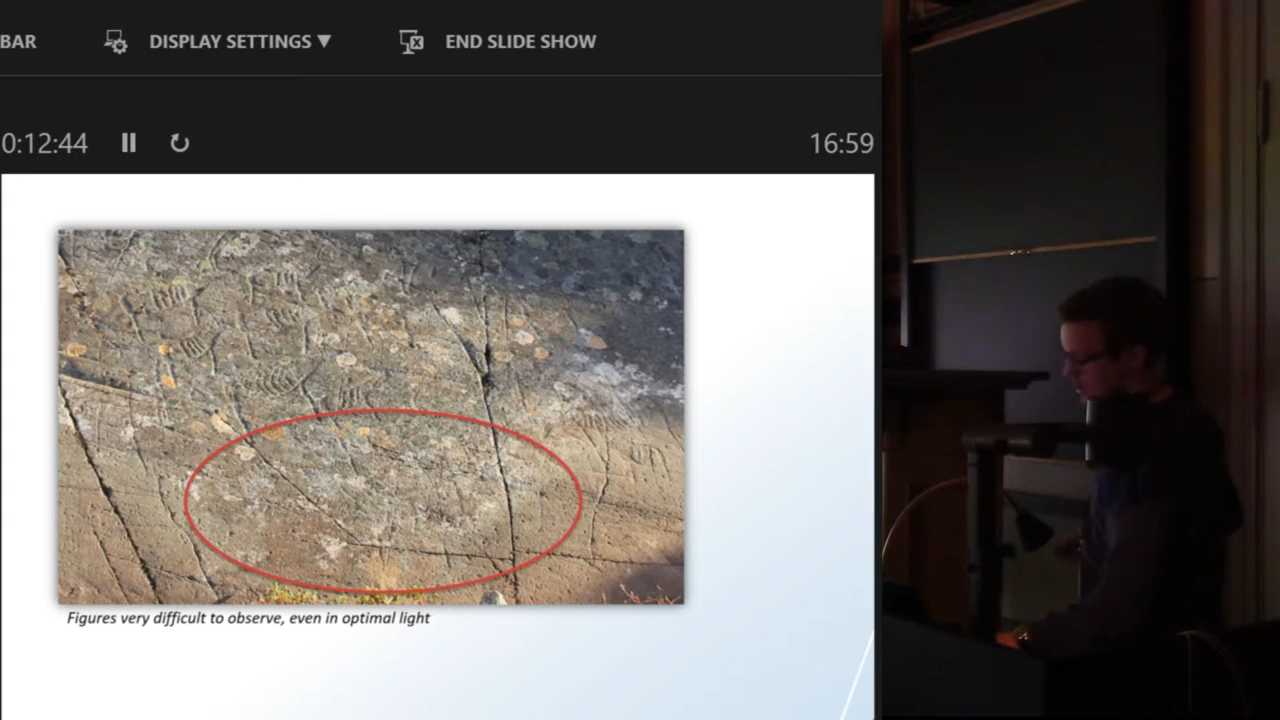 BAR
DISPLAY SETTINGS ▼
END SLIDE SHOW
0:12:44
16:59
Figures very difficult to observe, even in optimal light